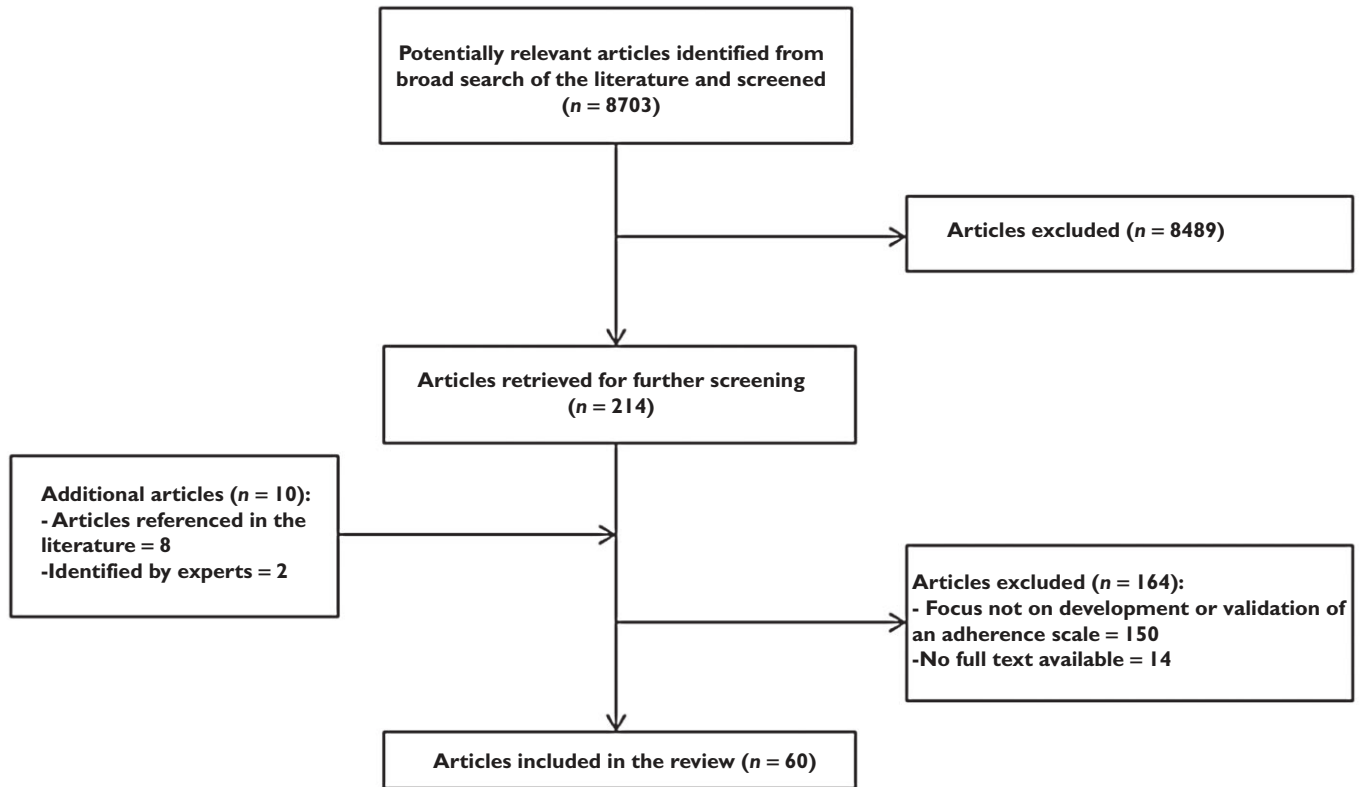 Potentially relevant articles identified from
broad search of the literature and screened
(n = 8703)
Articles excluded (n = 8489)
Articles retrieved for further screening
(n = 214)
Additional articles (n = 10):
- Articles referenced in the
literature = 8
-Identified by experts = 2
Articles excluded (n = 164):
- Focus not on development or validation of
an adherence scale = 150
-No full text available = 14
Articles included in the review (n = 60)